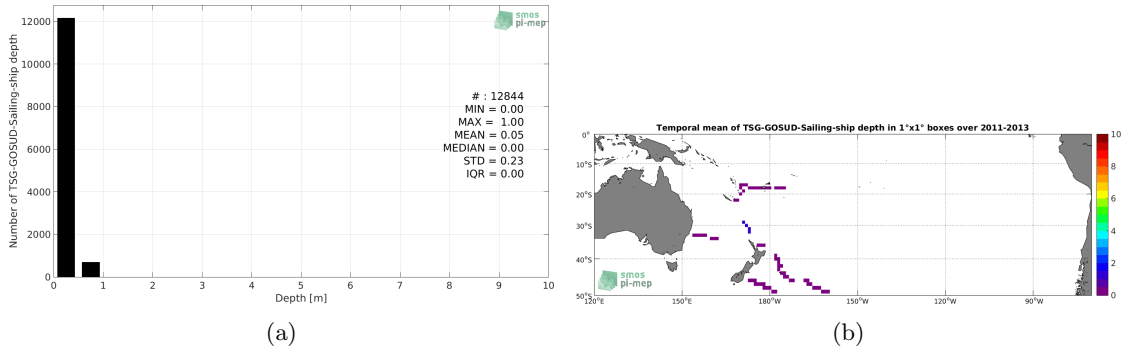 Number of TSG-GOSUD-Sailing-ship depth
12000
10000
8000
6000
4000
2000
0
0 1 2 3 4 5 6 7 8 9 10
Depth [m]
smos
pi-mep
# : 12844
MIN = 0.00
MAX = 1.00
MEAN = 0.05
MEDIAN = 0.00
STD = 0.23
IQR = 0.00
(a)
Temporal mean of TSG-GOSUD-Sailing-ship depth in 1°x1° boxes over 2011-2013
0°
10°S
20°S
30°S
40°S
50°S
120°E 150°E 180°W 150°W 120°W 90°W
smos
pi-mep
10
8
6
4
2
0
(b)